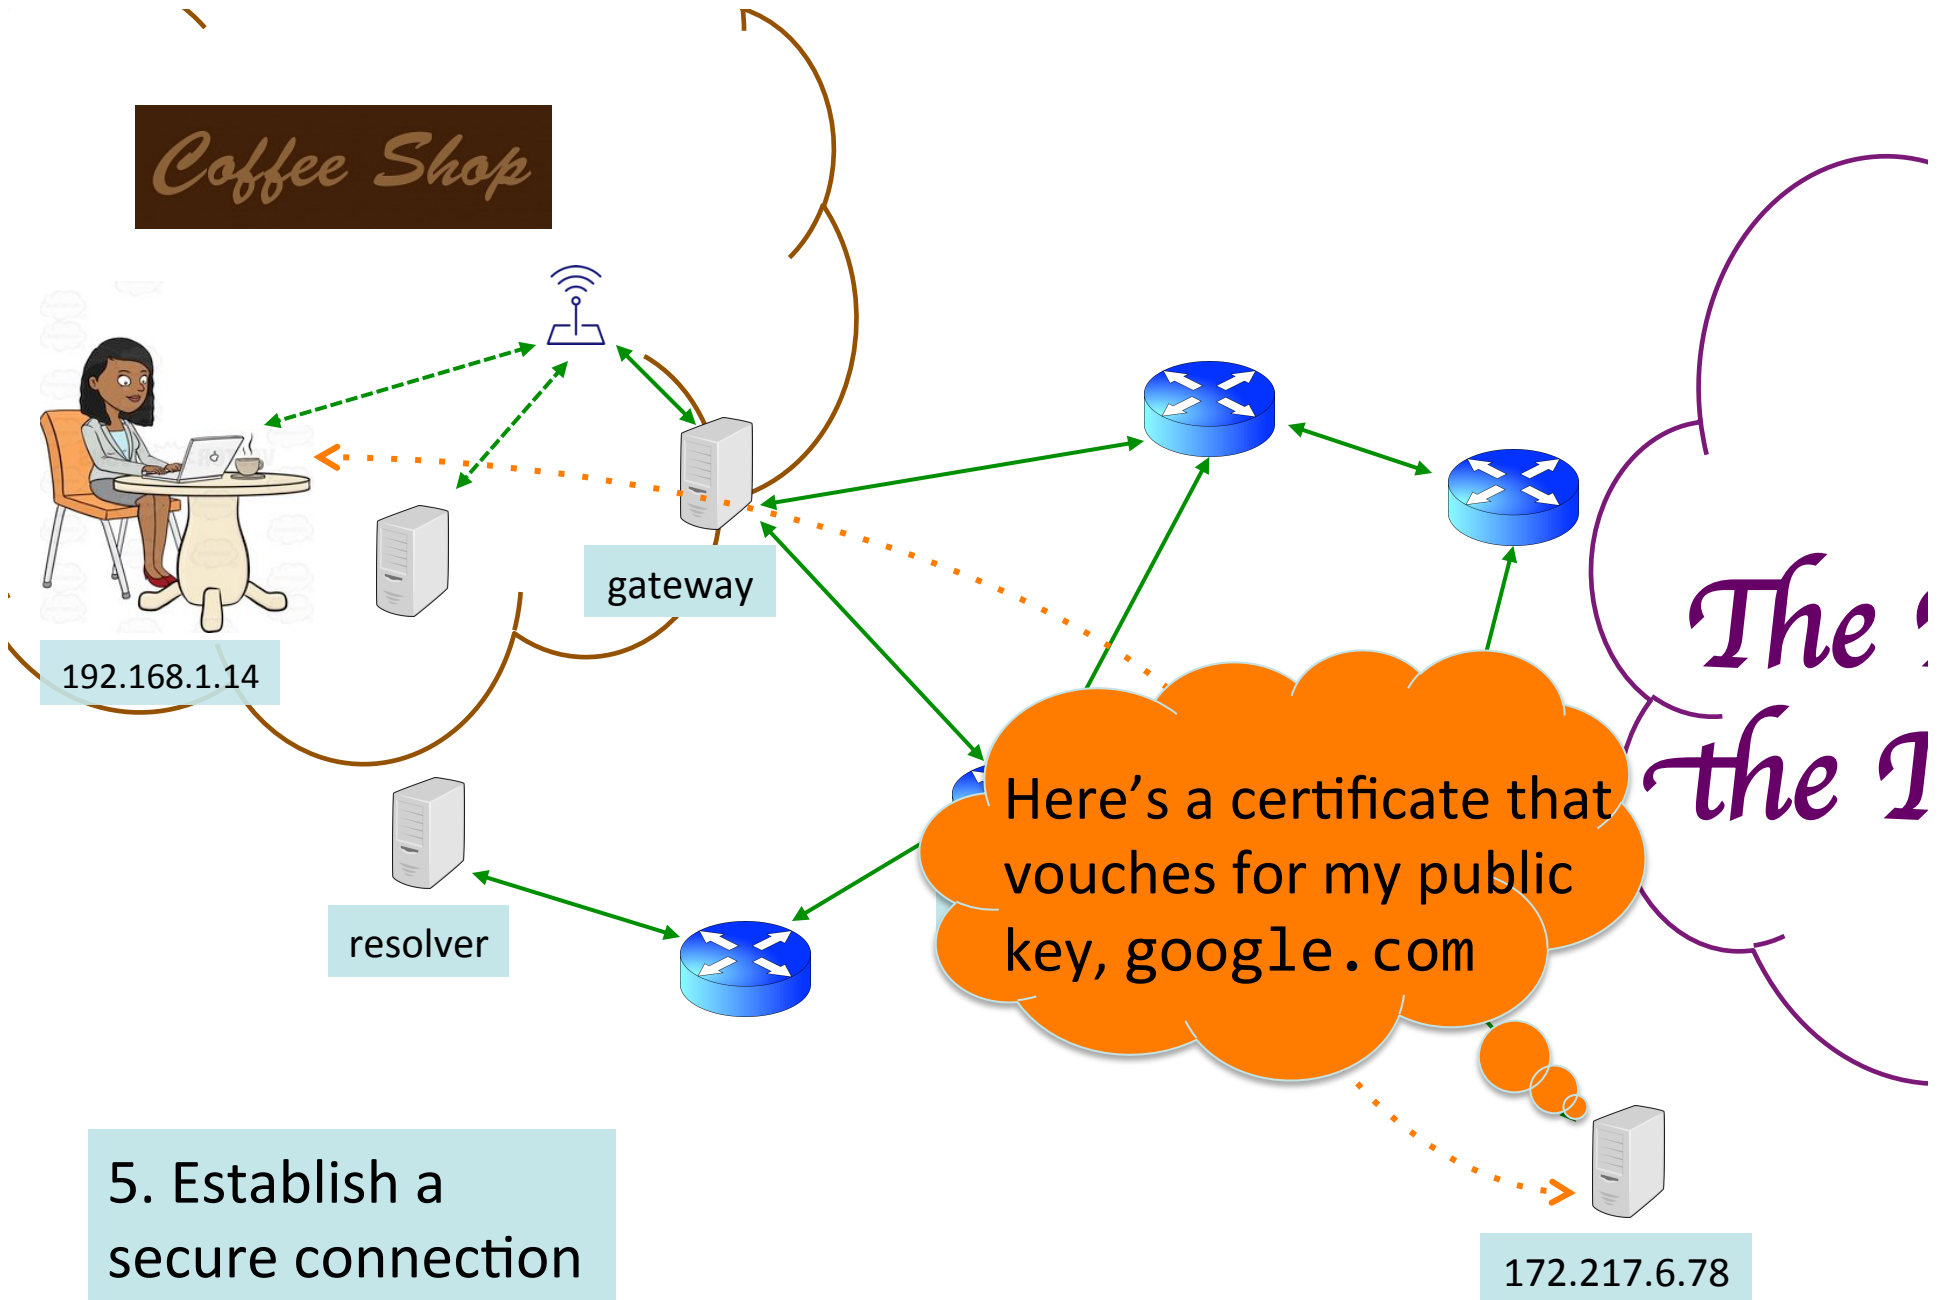 Coffee Shop
gateway
192.168.1.14
The
the
Here’s a certificate that
vouches for my public
key, google.com
resolver
5. Establish a
secure connection
172.217.6.78